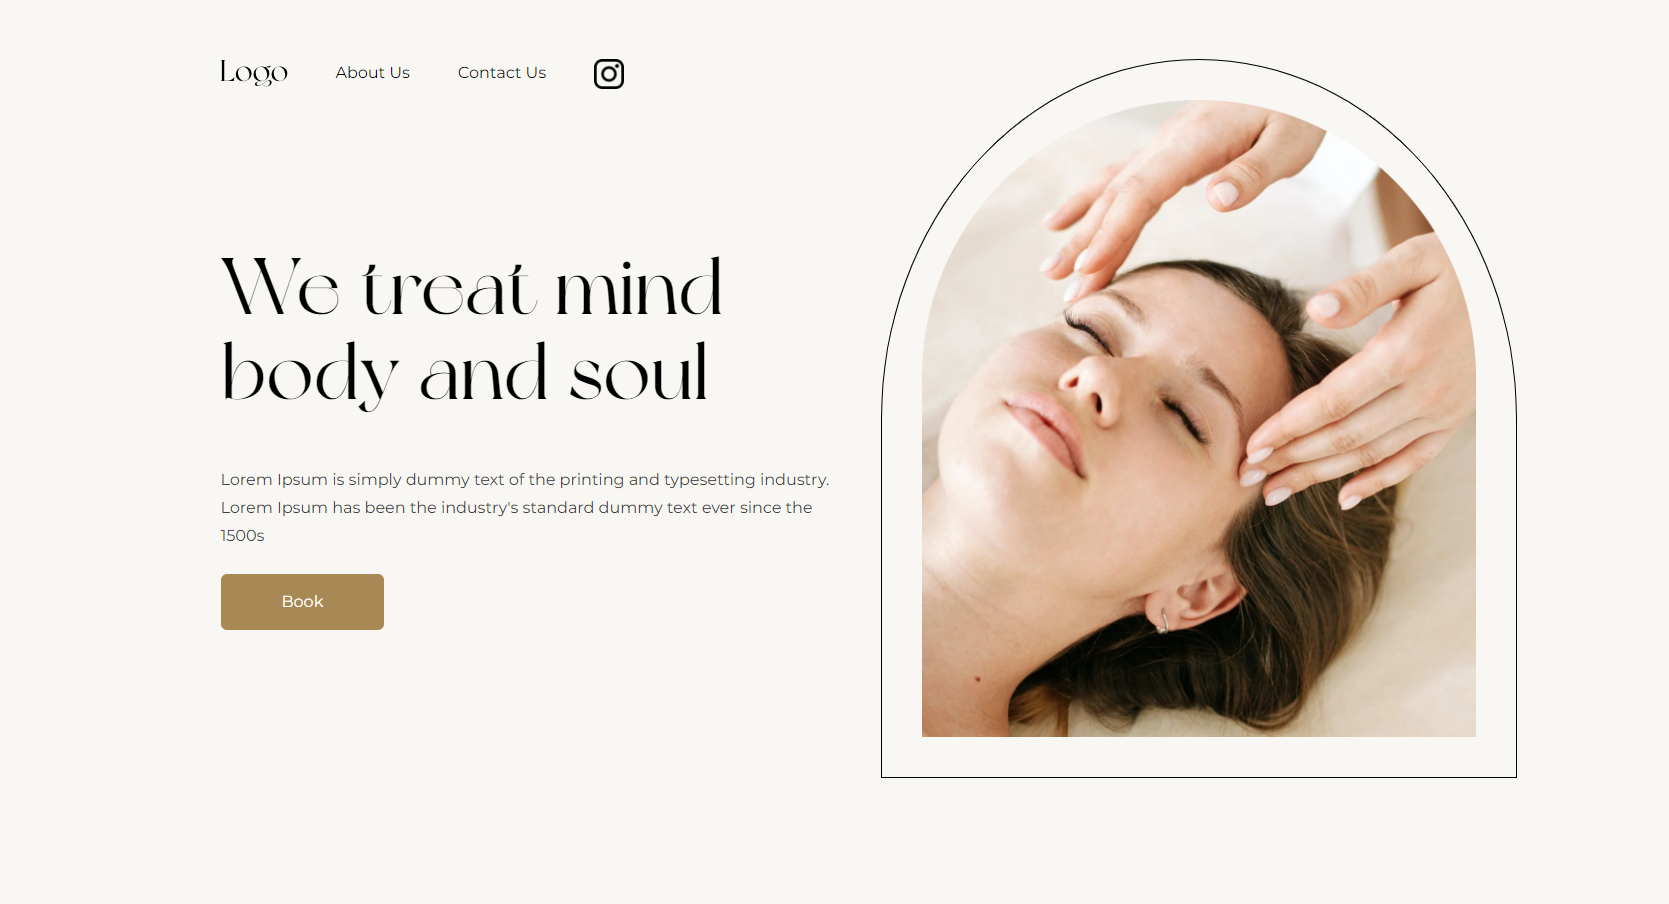 Logo
About Us
Contact Us
We treat mind
body and soul
Lorem Ipsum is simply dummy text of the printing and typesetting industry.
Lorem Ipsum has been the industry's standard dummy text ever since the
1500s
Book